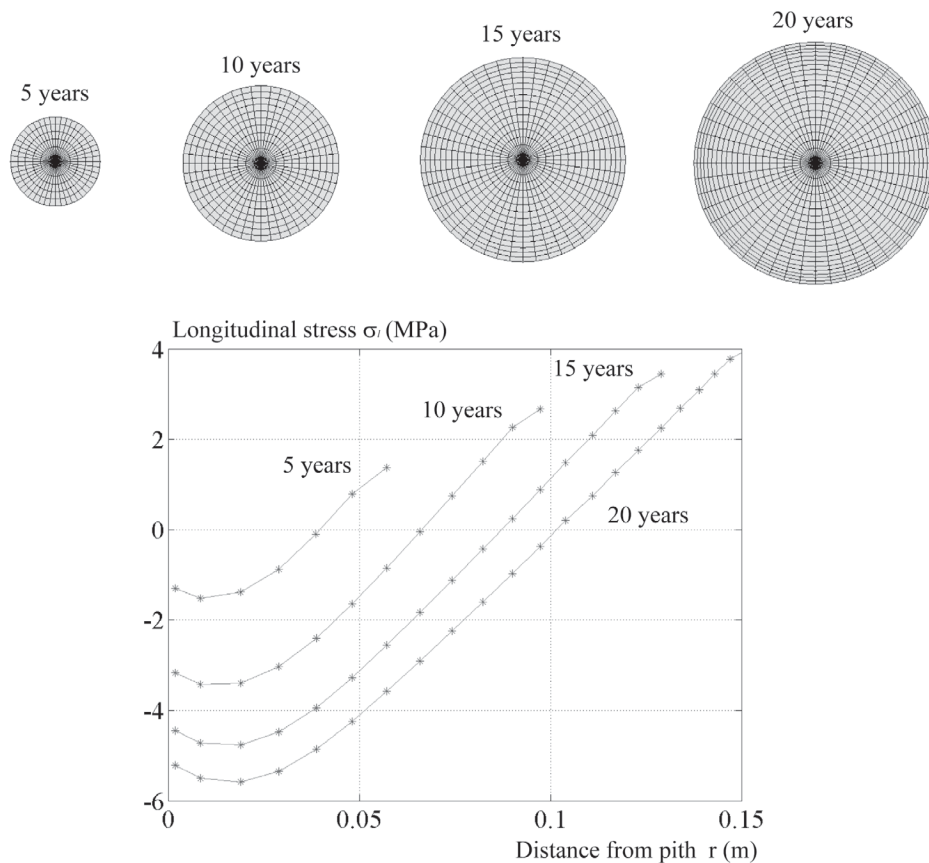 5 years
10 years
15 years
20 years
Longitudinal stress σₗ (MPa)
4
2
0
-2
-4
-6
5 years
10 years
15 years
20 years
0
0.05
0.1
0.15
Distance from pith r (m)